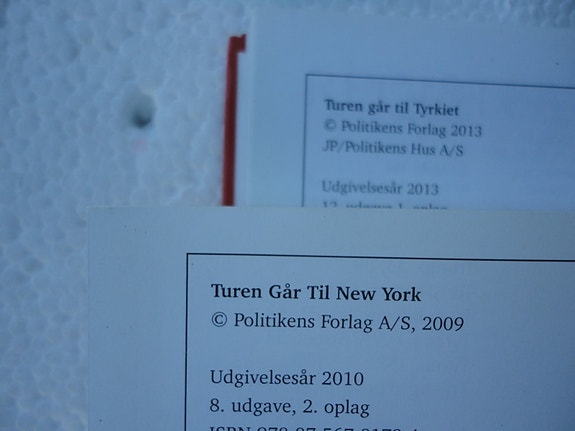 Turen går til Tyrkiet
© Politikens Forlag 2013
JP/Politikens Hus A/S
Udgivelsesår 2013
Turen Går Til New York
© Politikens Forlag A/S, 2009
Udgivelsesår 2010
8. udgave, 2. oplag